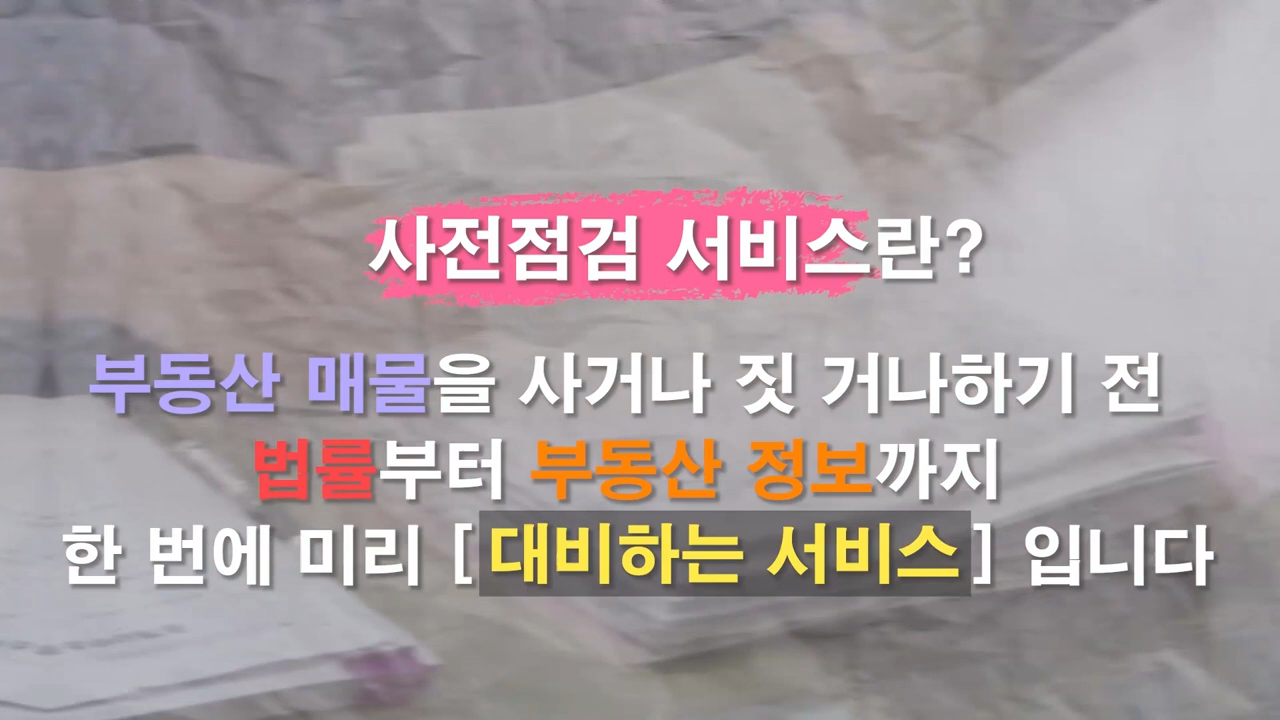 사전점검 서비스란?
부동산 매물을 사거나 짓 거나하기 전
법률부터 부동산 정보까지
한 번에 미리 [대비하는 서비스] 입니다